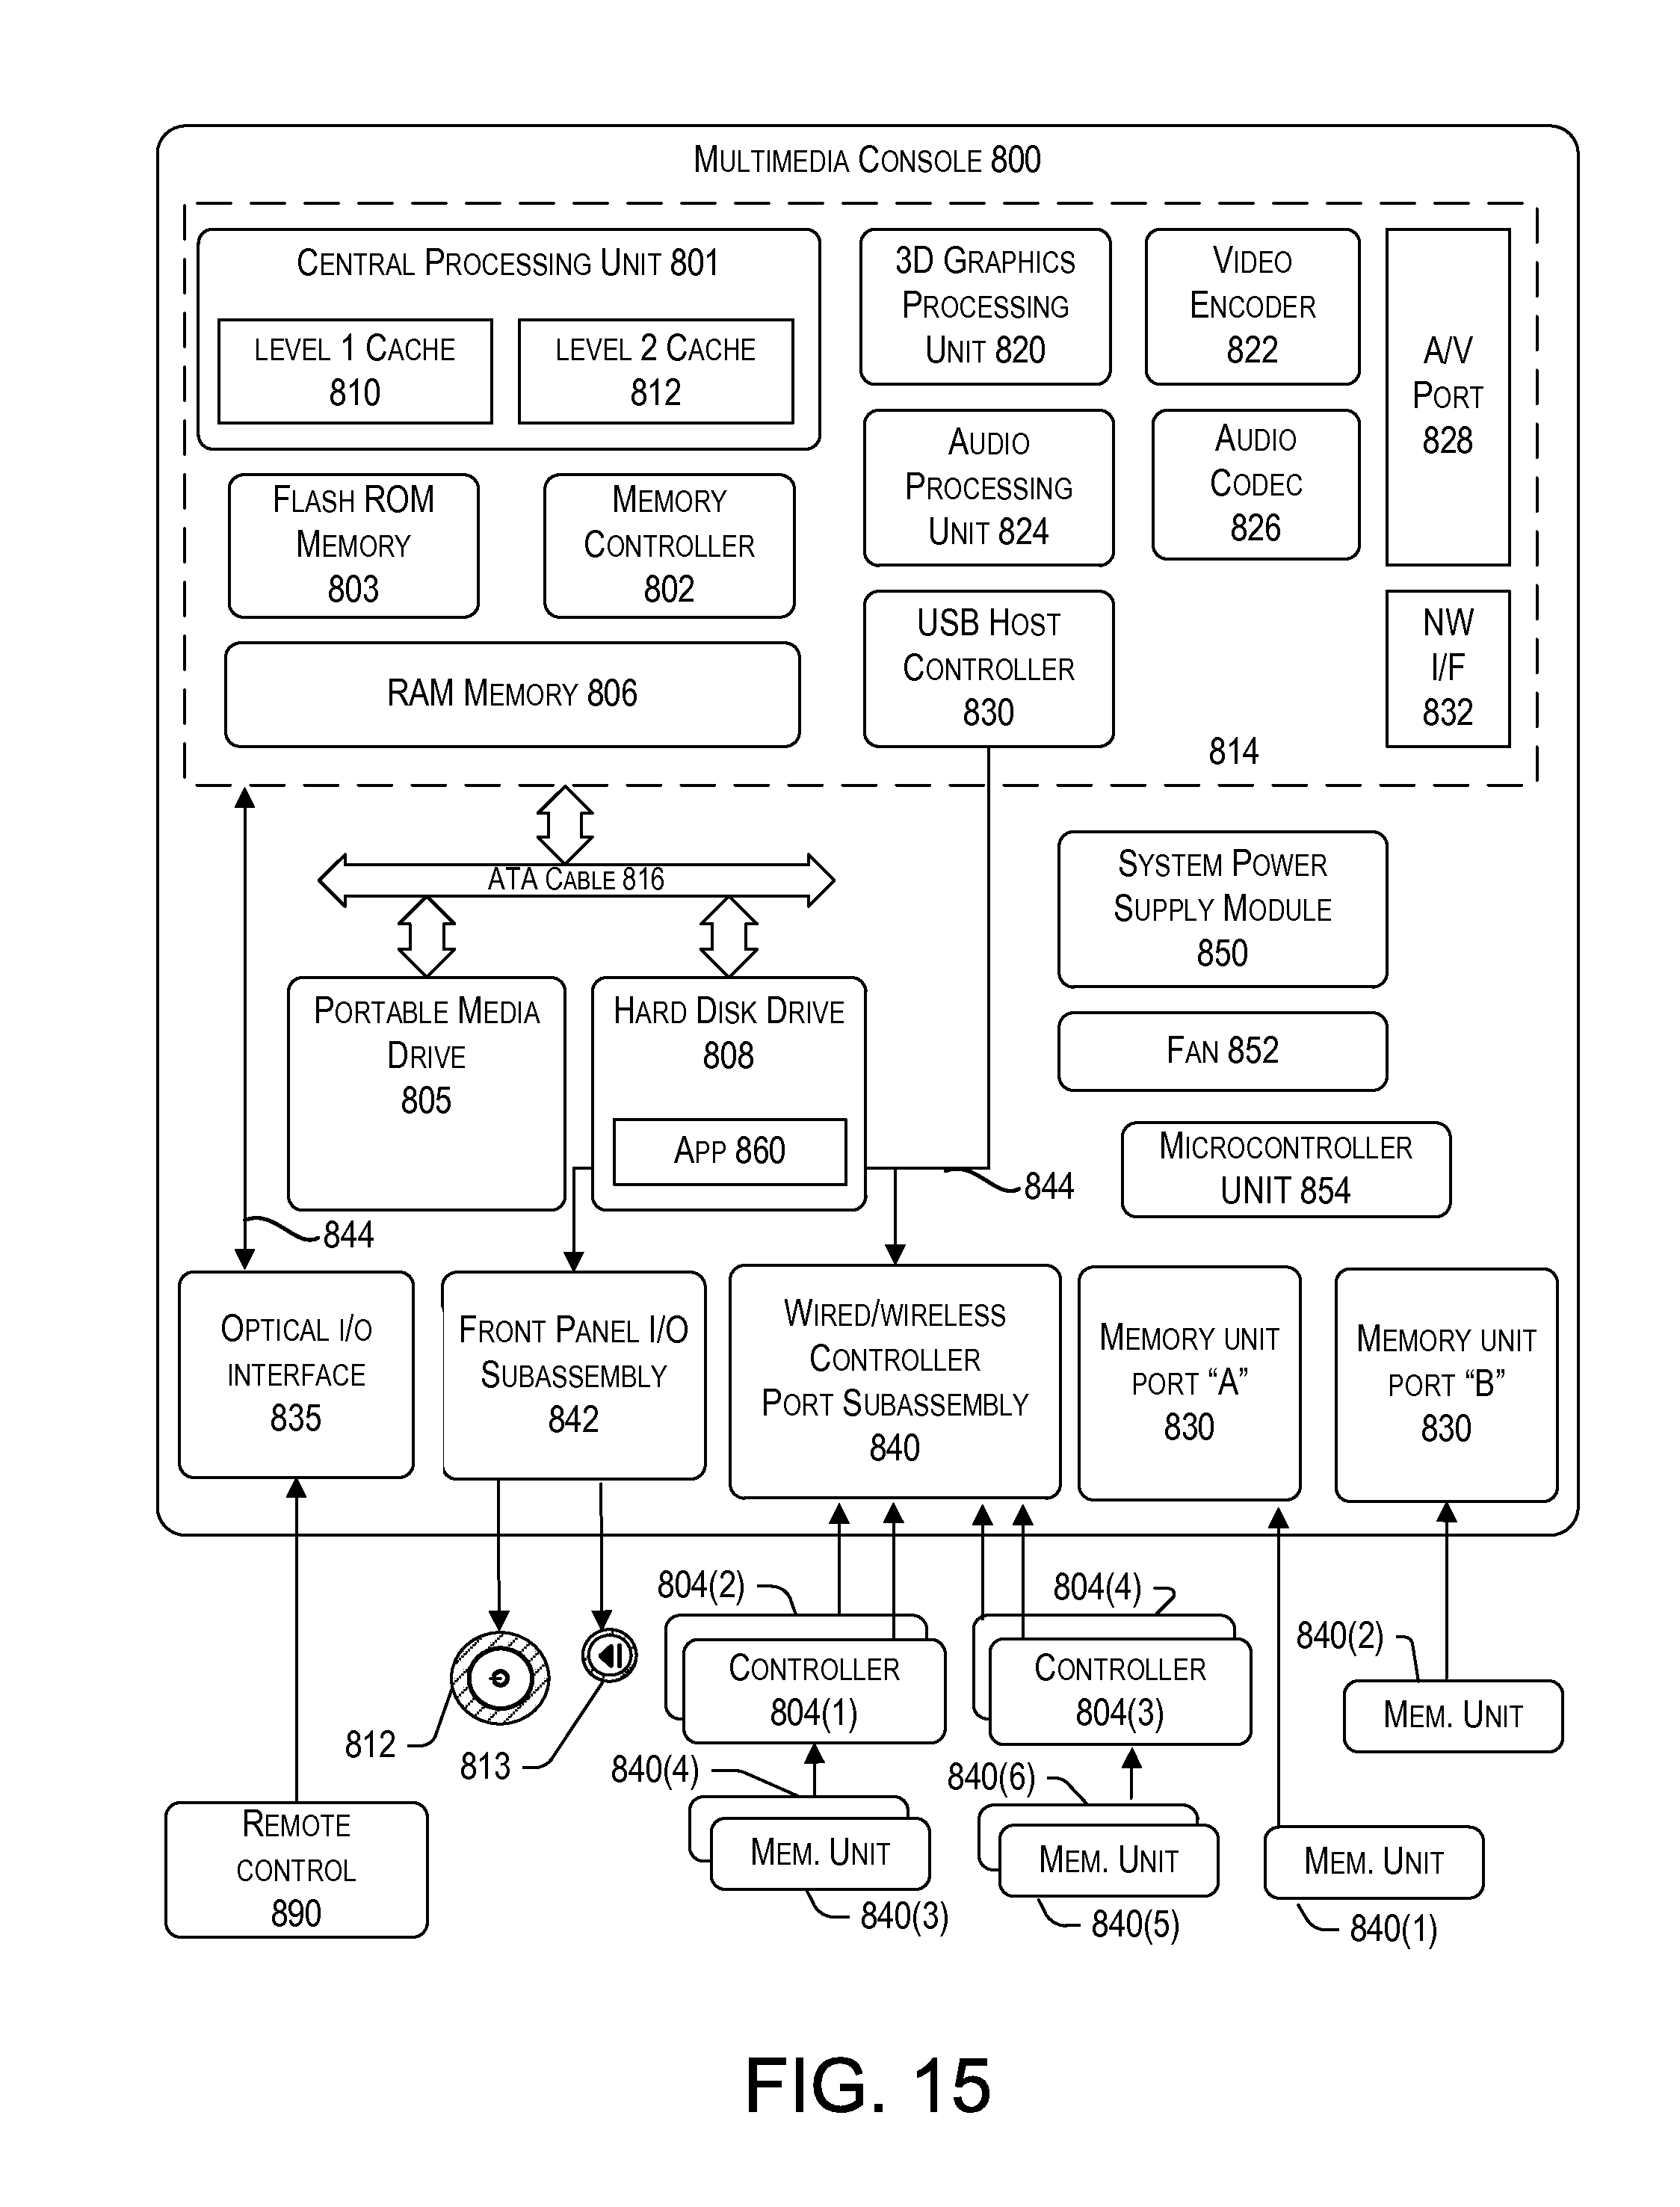 MULTIMEDIA CONSOLE 800
CENTRAL PROCESSING UNIT 801
LEVEL 1 CACHE
810
LEVEL 2 CACHE
812
FLASH ROM
MEMORY
803
MEMORY
CONTROLLER
802
RAM MEMORY 806
3D GRAPHICS
PROCESSING
UNIT 820
VIDEO
ENCODER
822
A/V
PORT
828
AUDIO
PROCESSING
UNIT 824
AUDIO
CODEC
826
USB HOST
CONTROLLER
830
NW
I/F
832
814
ATA CABLE 816
PORTABLE MEDIA
DRIVE
805
HARD DISK DRIVE
808
APP 860
SYSTEM POWER
SUPPLY MODULE
850
FAN 852
MICROCONTROLLER
UNIT 854
844
844
OPTICAL I/O
INTERFACE
835
FRONT PANEL I/O
SUBASSEMBLY
842
WIRED/WIRELESS
CONTROLLER
PORT SUBASSEMBLY
840
MEMORY UNIT
PORT “A”
830
MEMORY UNIT
PORT “B”
830
804(2)
804(4)
840(2)
CONTROLLER
804(1)
CONTROLLER
804(3)
MEM. UNIT
812
813
840(4)
840(6)
REMOTE
CONTROL
890
MEM. UNIT
MEM. UNIT
MEM. UNIT
840(3)
840(5)
840(1)
FIG. 15